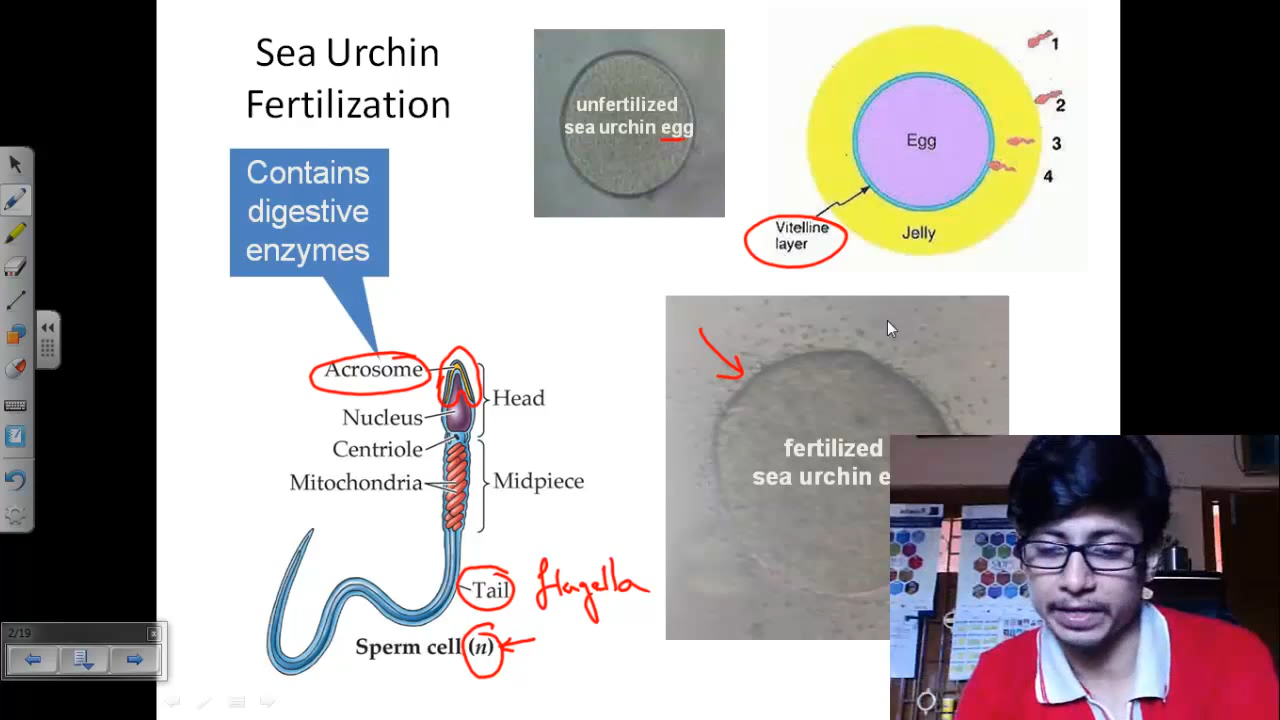 Sea Urchin
Fertilization
Contains
digestive
enzymes
unfertilized
sea urchin egg
1
2
3
4
Egg
Vitelline
layer
Jelly
Acrosome
Nucleus
Centriole
Mitochondria
Head
Midpiece
Tail
flagella
Sperm cell (n)
fertilized
sea urchin e
2/19